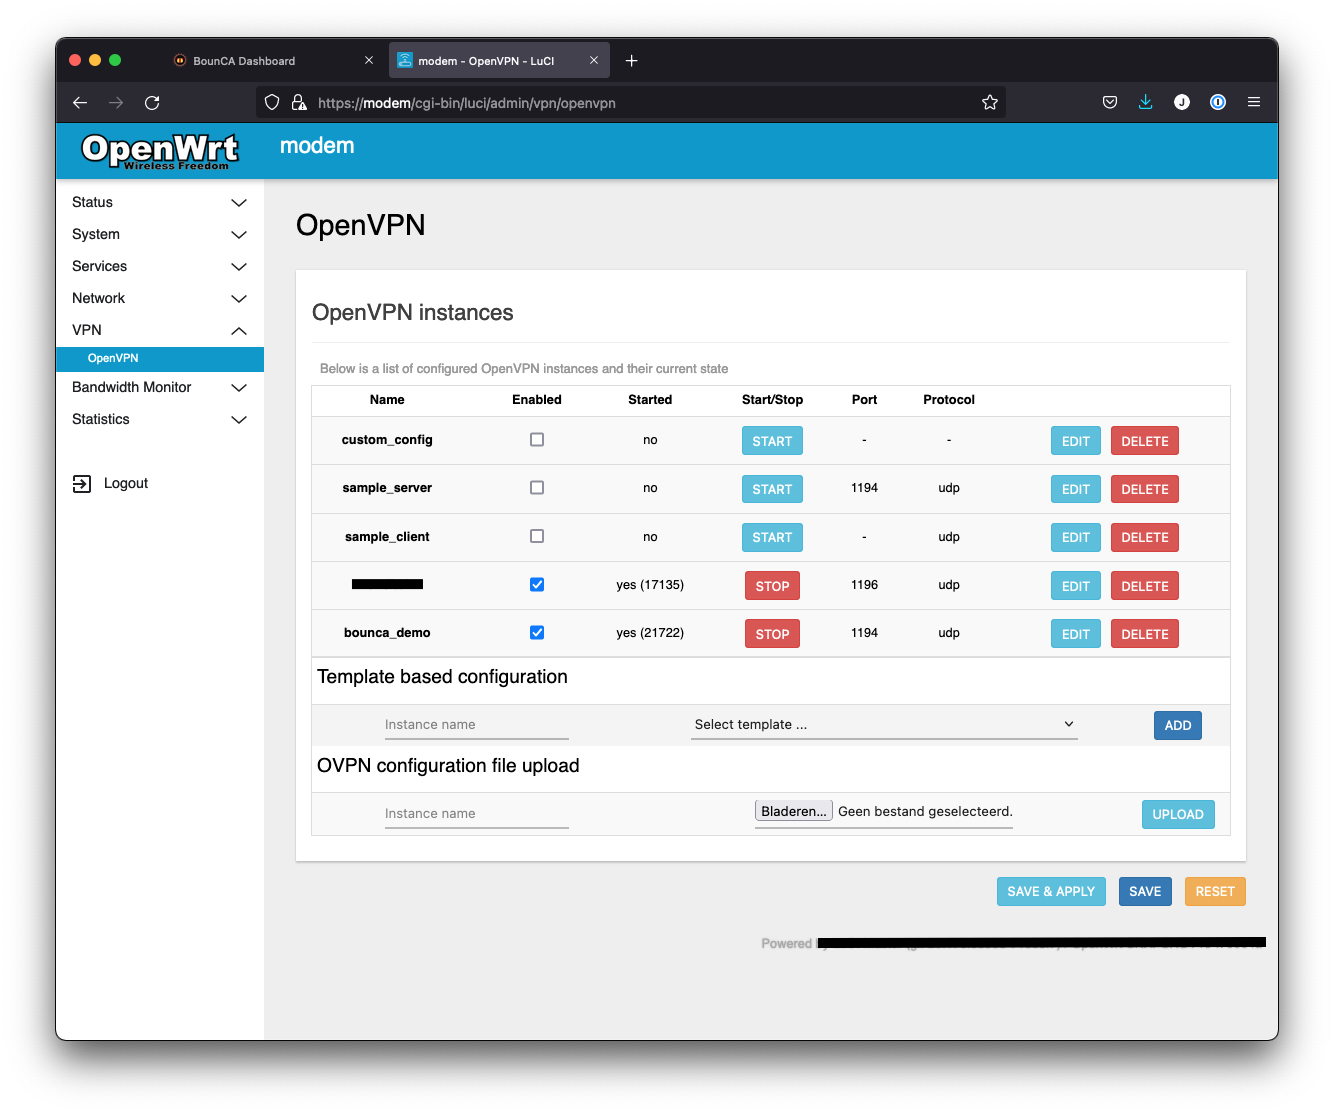 BounCA Dashboard
modem - OpenVPN - LuCI
https://modem/cgi-bin/luci/admin/vpn/openvpn
J
OpenWrt
Wireless Freedom
modem
Status
System
Services
Network
VPN
OpenVPN
Bandwidth Monitor
Statistics
Logout
OpenVPN
OpenVPN instances
Below is a list of configured OpenVPN instances and their current state
Name Enabled Started Start/Stop Port Protocol
custom_config no START - - EDIT DELETE
sample_server no START 1194 udp EDIT DELETE
sample_client no START - udp EDIT DELETE
yes (17135) STOP 1196 udp EDIT DELETE
bounca_demo yes (21722) STOP 1194 udp EDIT DELETE
Template based configuration
Instance name Select template ... ADD
OVPN configuration file upload
Instance name Bladeren... Geen bestand geselecteerd. UPLOAD
SAVE & APPLY SAVE RESET
Powered